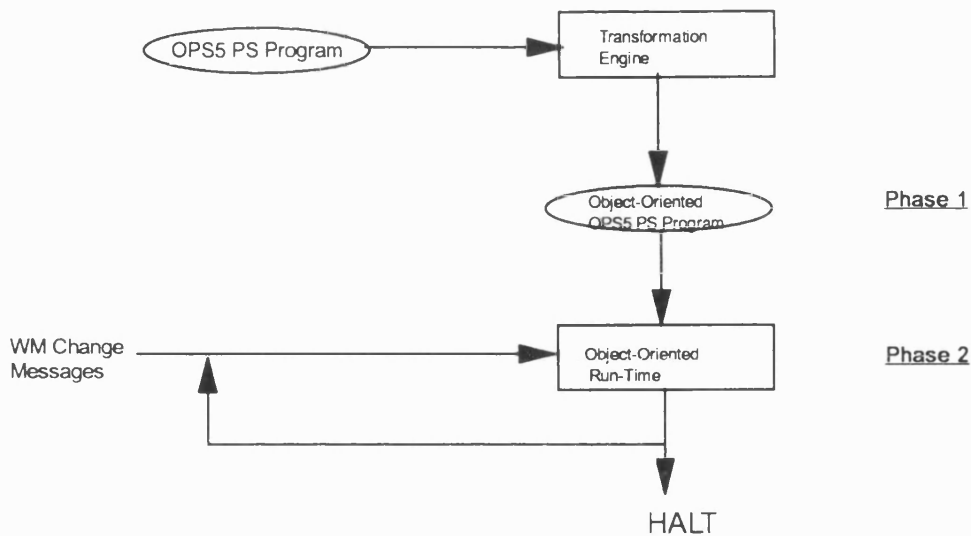 OPS5 PS Program
Transformation
Engine
Object-Oriented
OPS5 PS Program
Phase 1
WM Change
Messages
Object-Oriented
Run-Time
Phase 2
HALT